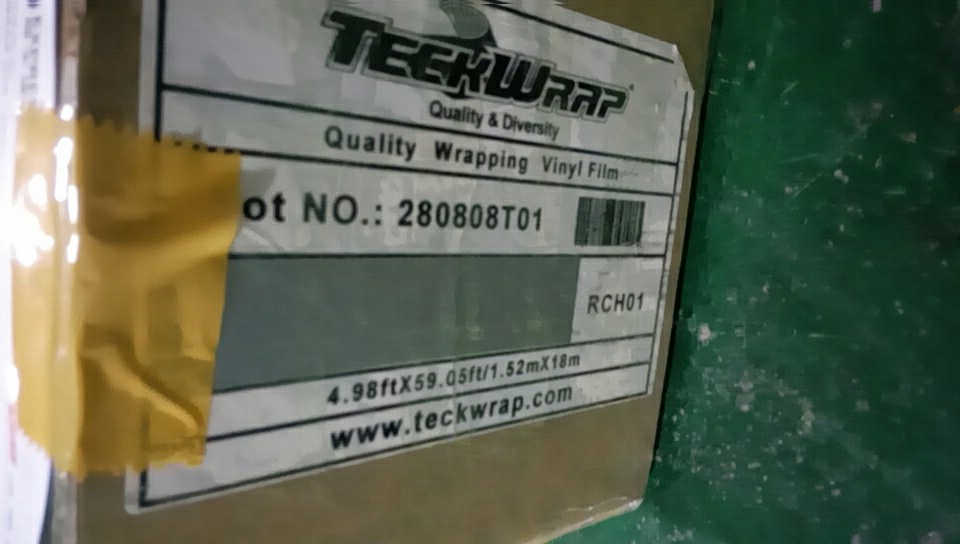 TECKWRAP
Quality & Diversity
Quality Wrapping Vinyl Film
ot NO.: 280808T01
RCH01
4.98ftX59.05ft/1.52mX18m
www.teckwrap.com